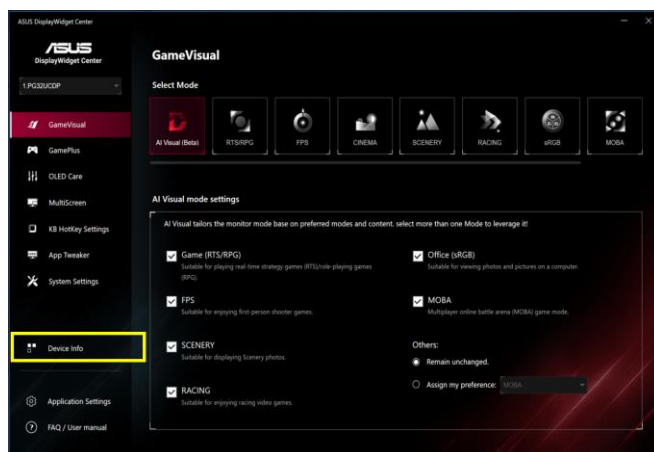 ASUS DisplayWidget Center
ASUS
DisplayWidget Center
1.PG32UCDP
GameVisual
GamePlus
OLED Care
MultiScreen
KB HotKey Settings
App Tweaker
System Settings
Device Info
Application Settings
FAQ / User manual
GameVisual
Select Mode
AI Visual (Beta)
RTS/RPG
FPS
CINEMA
SCENERY
RACING
sRGB
MOBA
AI Visual mode settings
AI Visual tailors the monitor mode base on preferred modes and content. select more than one Mode to leverage it!
Game (RTS/RPG)
Suitable for playing real-time strategy games (RTS)/role-playing games
(RPG).
FPS
Suitable for enjoying first-person shooter games.
SCENERY
Suitable for displaying Scenery photos.
RACING
Suitable for enjoying racing video games.
Office (sRGB)
Suitable for viewing photos and pictures on a computer.
MOBA
Multiplayer online battle arena (MOBA) game mode.
Others:
Remain unchanged.
Assign my preference: MOBA